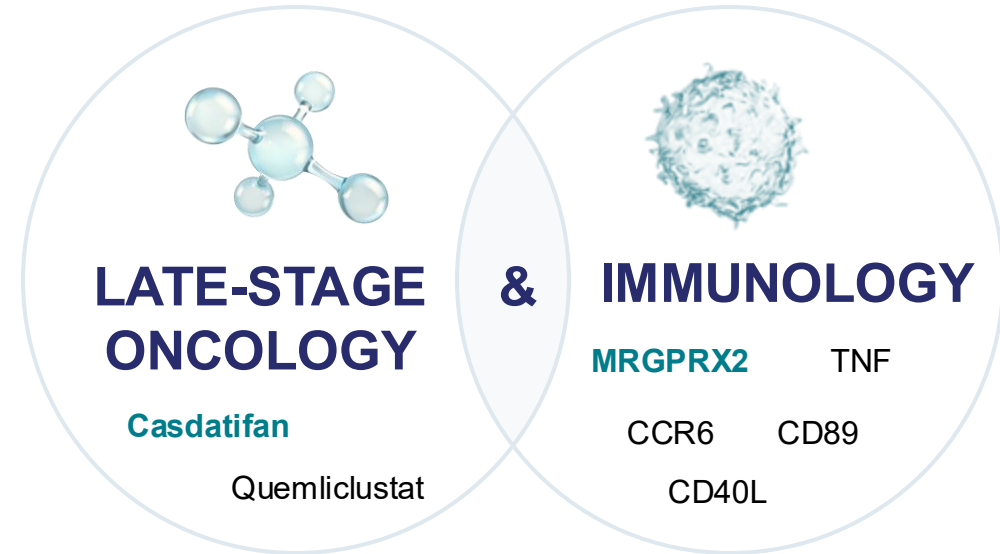 LATE-STAGE
ONCOLOGY
Casdatifan
Quemliclustat
&
IMMUNOLOGY
MRGPRX2 TNF
CCR6 CD89
CD40L